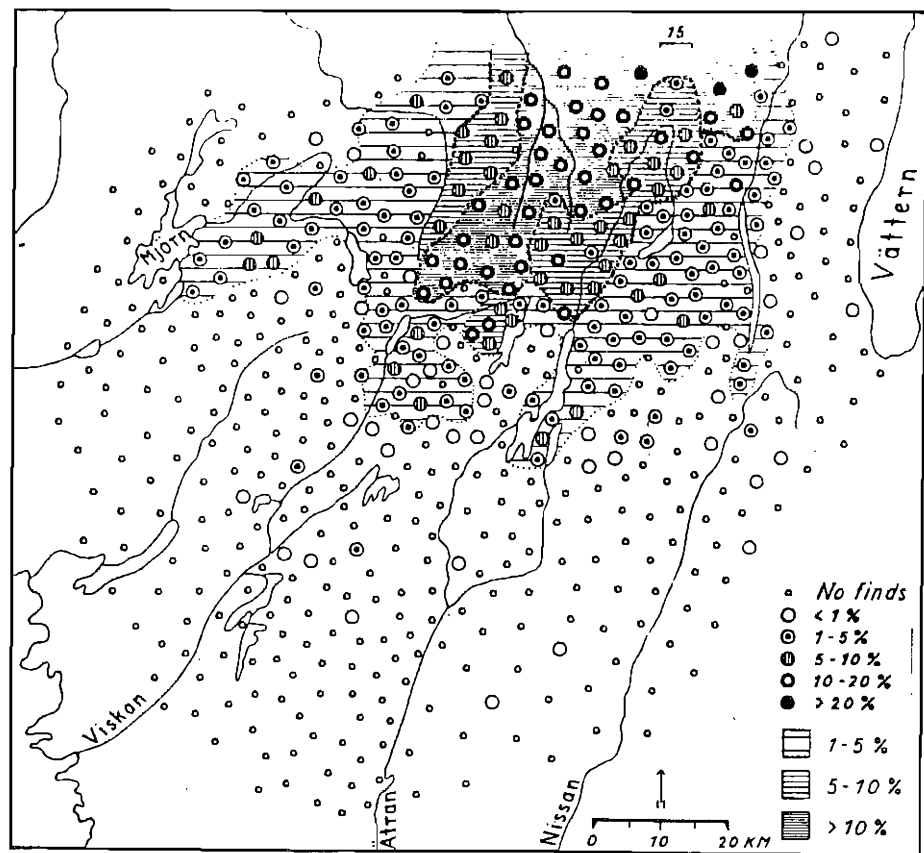 15
Mjörn
Vättern
No finds
<1%
1-5%
5-10%
10-20%
>20%
1-5%
5-10%
>10%
Viskan
Ätran
Nissan
0 10 20 KM